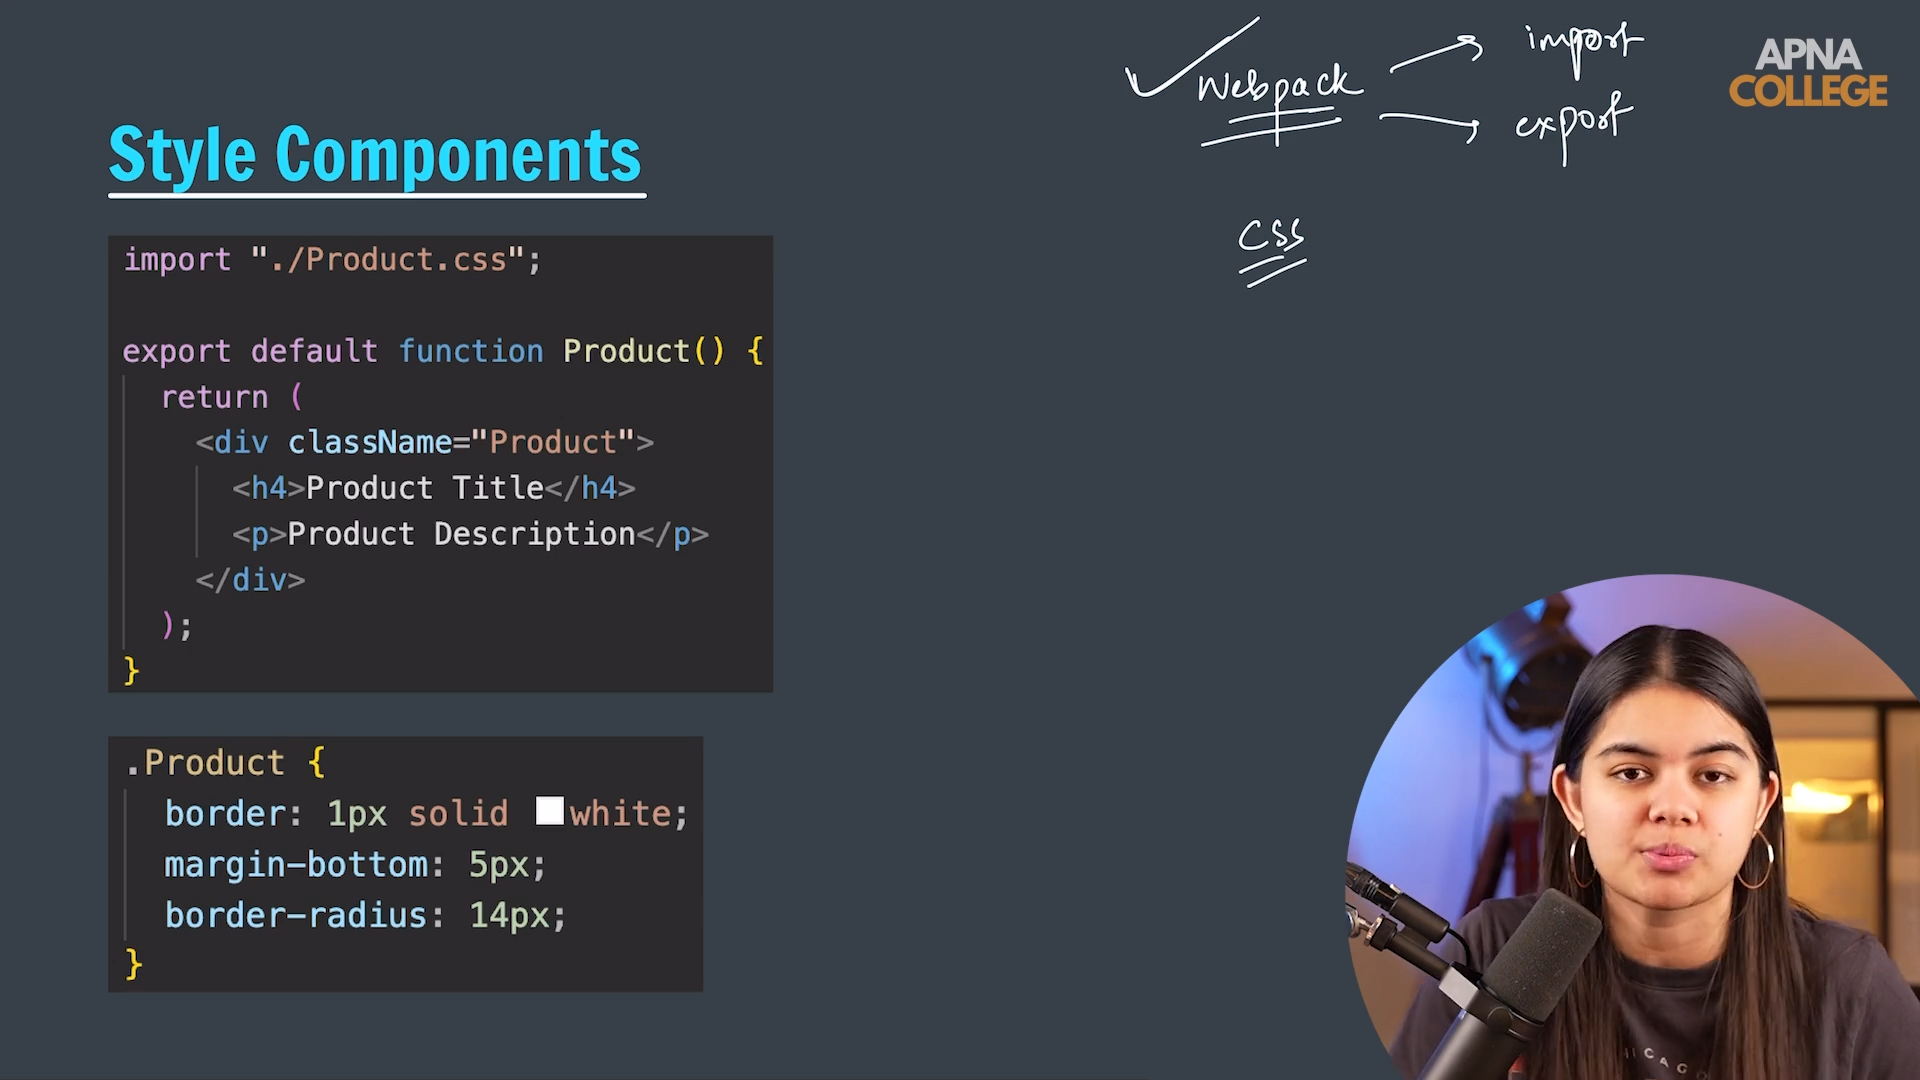 Webpack
import
export
CSS
APNA
COLLEGE
Style Components
import "./Product.css";
export default function Product() {
return (
<div className="Product">
<h4>Product Title</h4>
<p>Product Description</p>
</div>
);
}
.Product {
border: 1px solid white;
margin-bottom: 5px;
border-radius: 14px;
}